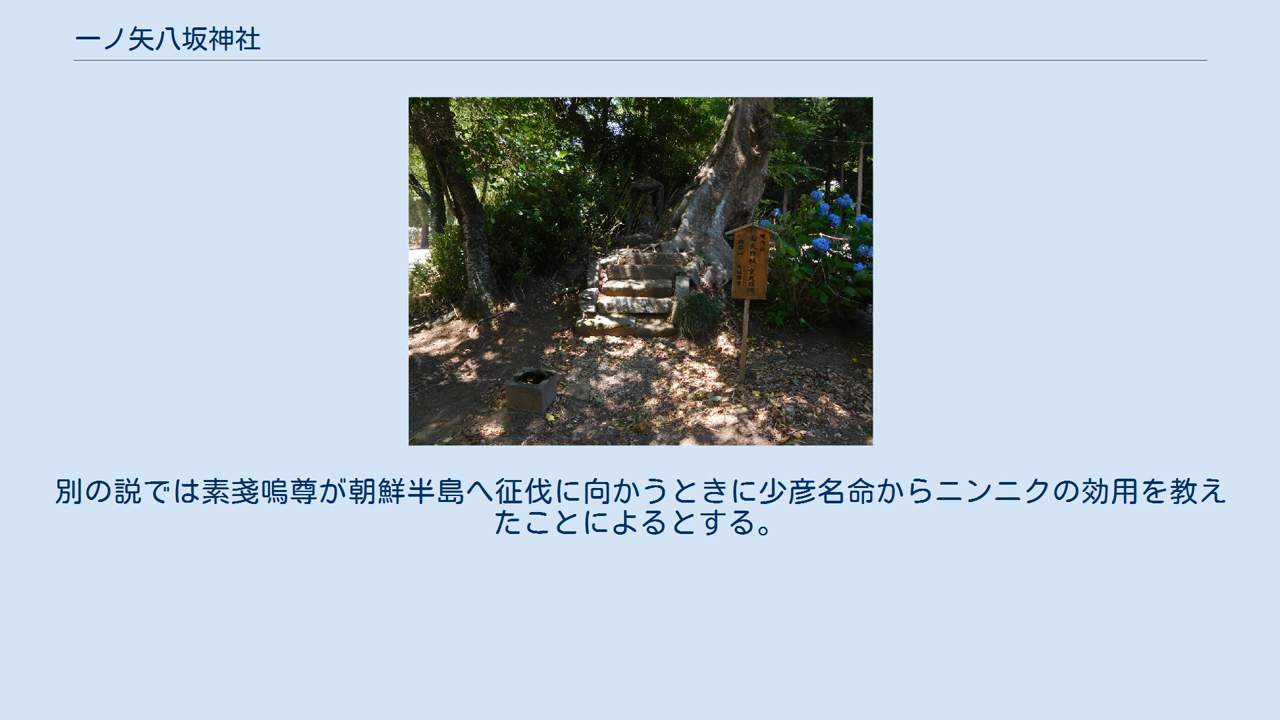 一ノ矢八坂神社
別の説では素戔嗚尊が朝鮮半島へ征伐に向かうときに少彦名命からニンニクの効用を教え
たことによるとする。